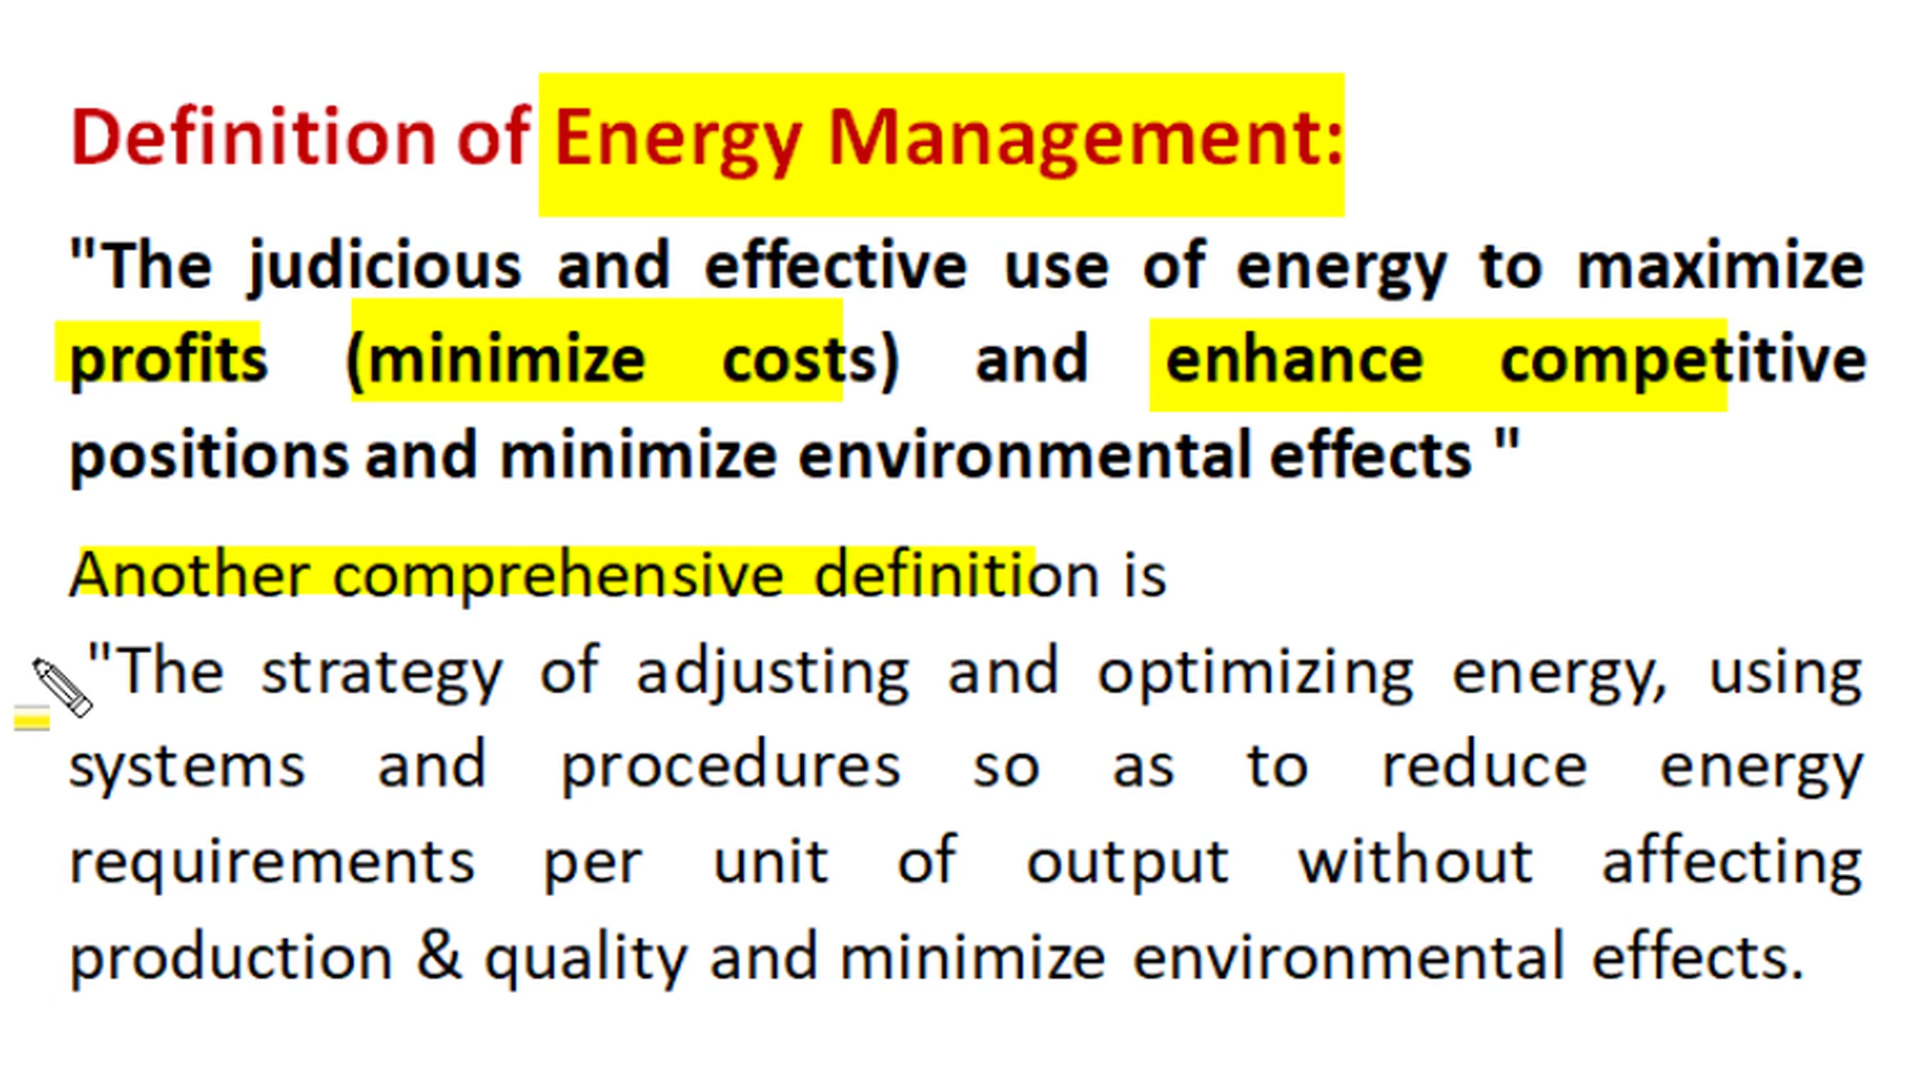 Definition of Energy Management:
"The judicious and effective use of energy to maximize
profits (minimize costs) and enhance competitive
positions and minimize environmental effects "
Another comprehensive definition is
"The strategy of adjusting and optimizing energy, using
systems and procedures so as to reduce energy
requirements per unit of output without affecting
production & quality and minimize environmental effects.